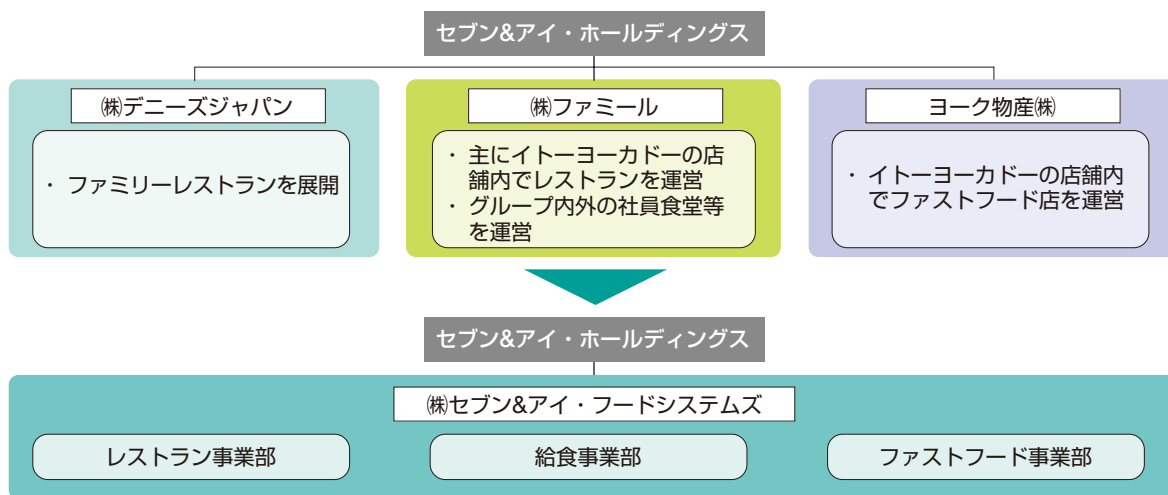 セブン&アイ・ホールディングス
㈱デニーズジャパン
・ ファミリーレストランを展開
㈱ファミール
・ 主にイトーヨーカドーの店
舗内でレストランを運営
・ グループ内外の社員食堂等
を運営
ヨーク物産㈱
・ イトーヨーカドーの店舗内
でファストフード店を運営
セブン&アイ・ホールディングス
㈱セブン&アイ・フードシステムズ
レストラン事業部
給食事業部
ファストフード事業部